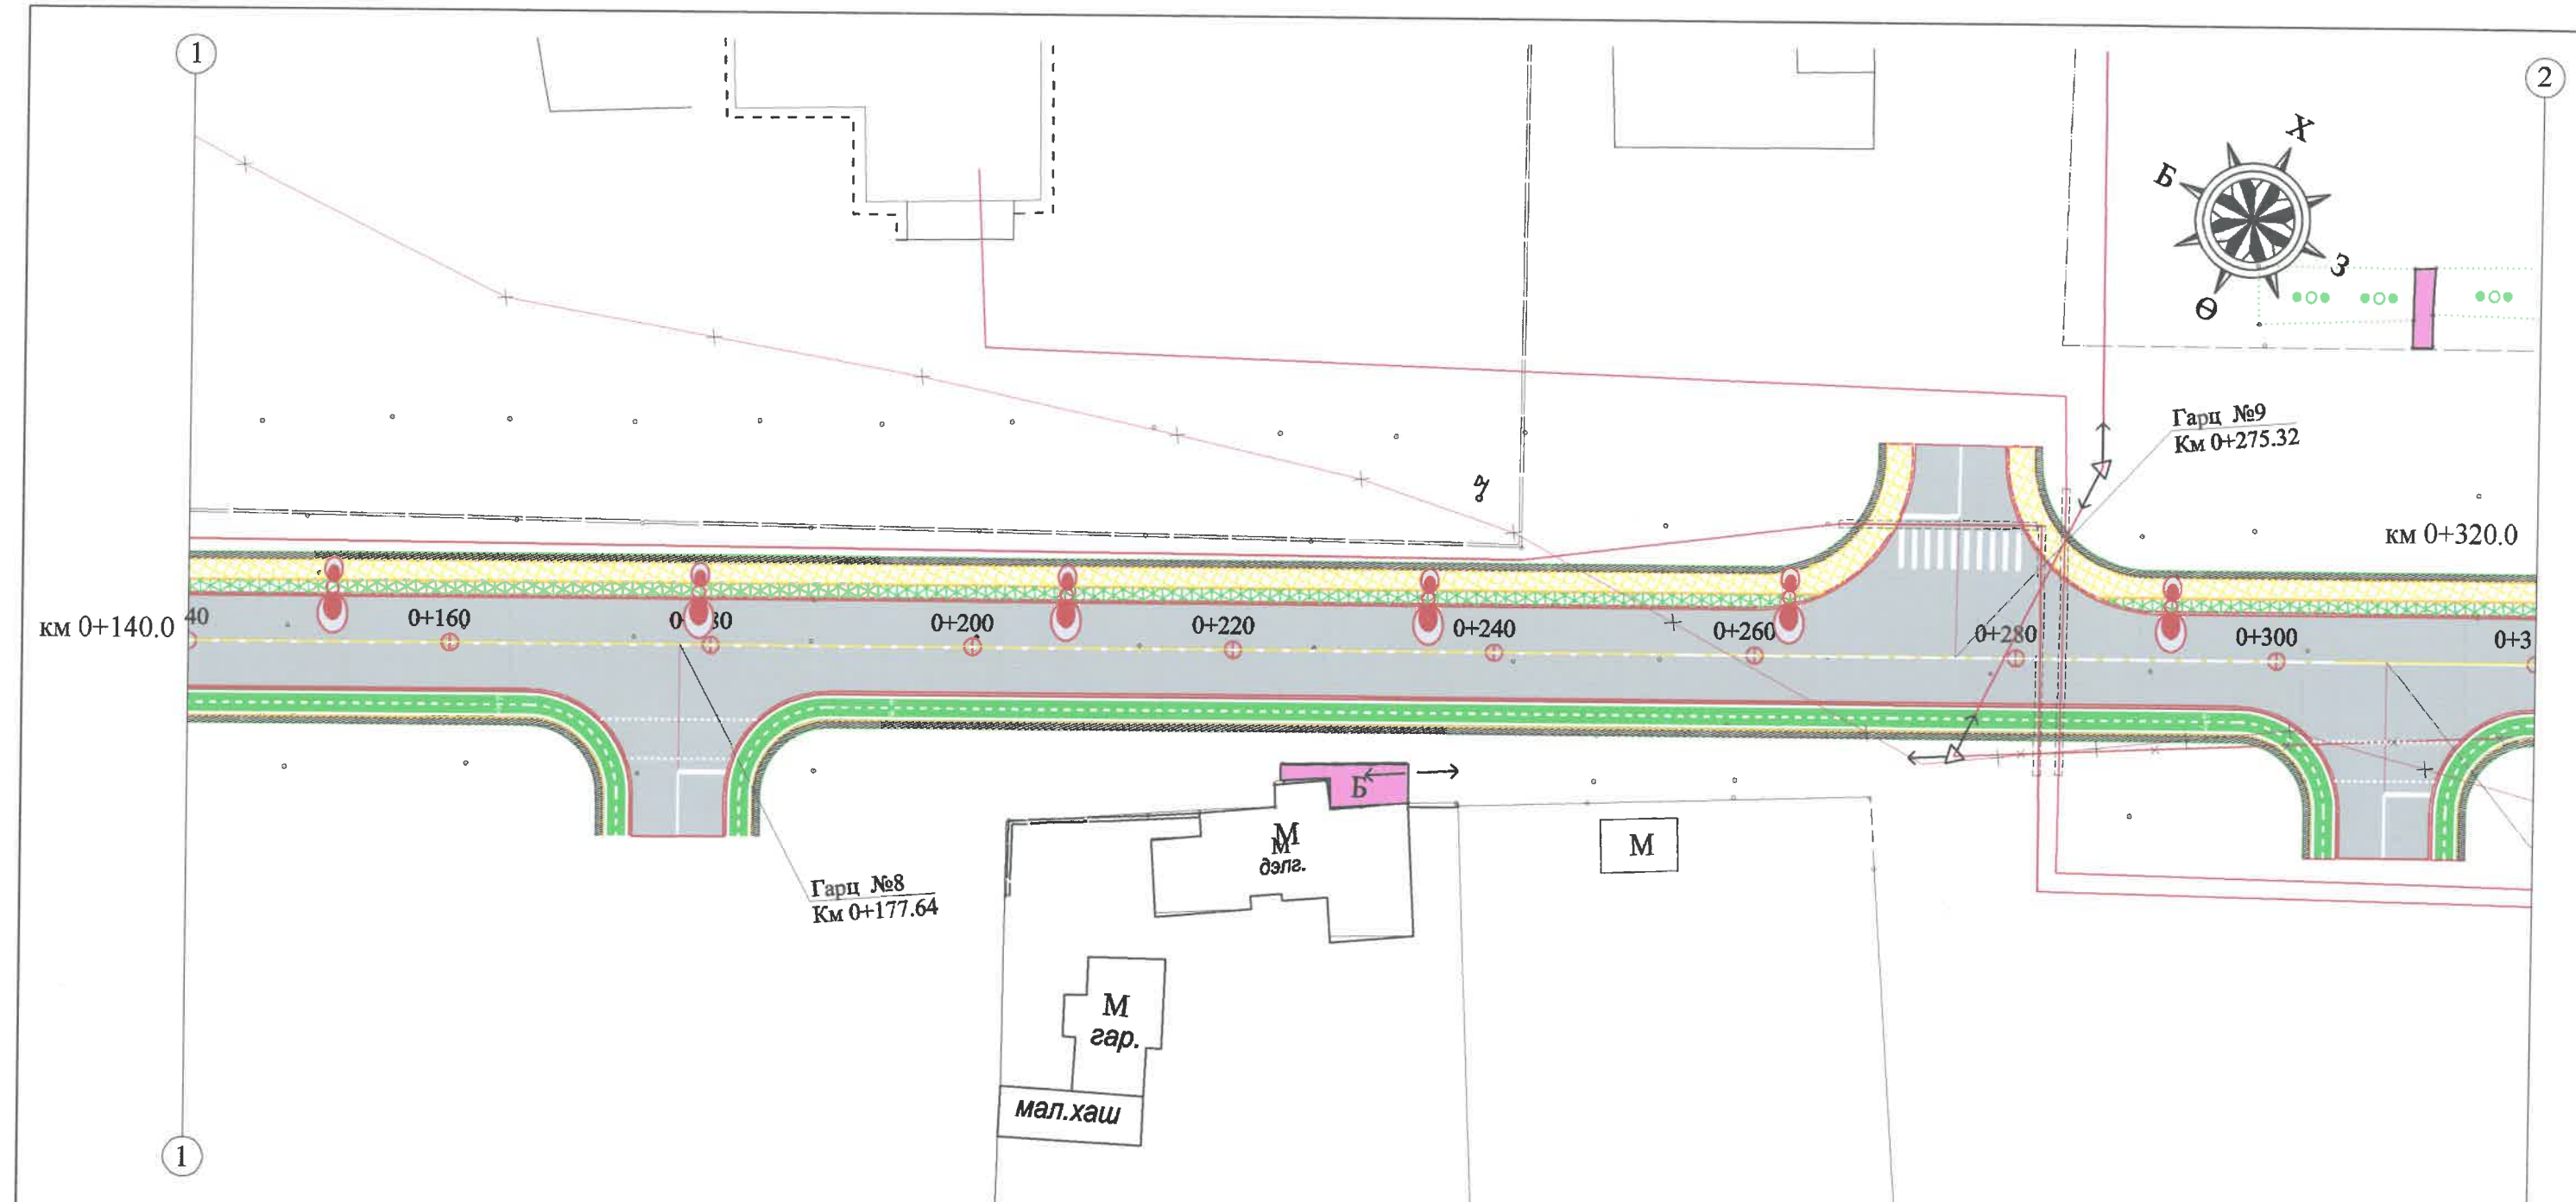 1
2
Х
Б
З
Ө
Гарц №9
Км 0+275.32
км 0+320.0
км 0+140.0
40
0+160
0+200
0+220
0+240
0+260
0+280
0+300
0+3
Б
М
М
дэлг.
М
Гарц №8
Км 0+177.64
М
гар.
мал.хаш
1